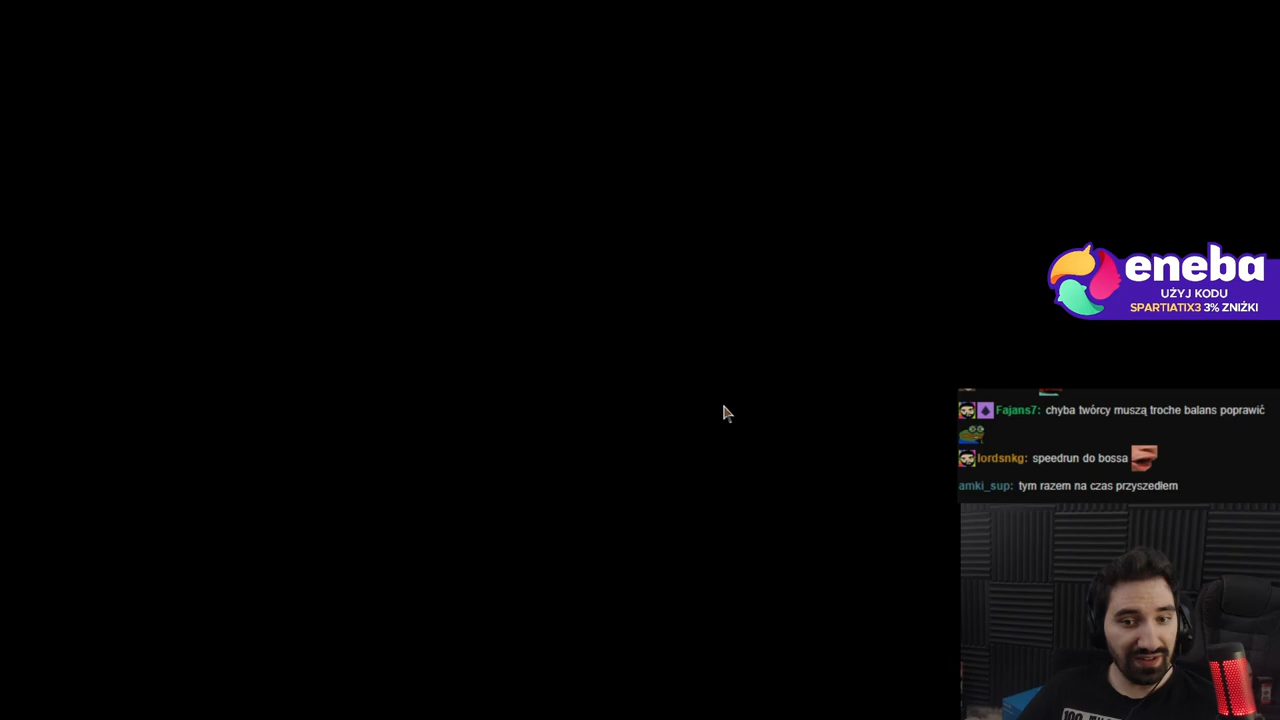 eneba
UŻYJ KODU
SPARTIATIX3 3% ZNIŻKI
Fajans7: chyba twórcy muszą troche balans poprawić
lordsnkg: speedrun do bossa
amki_sup: tym razem na czas przyszedłem